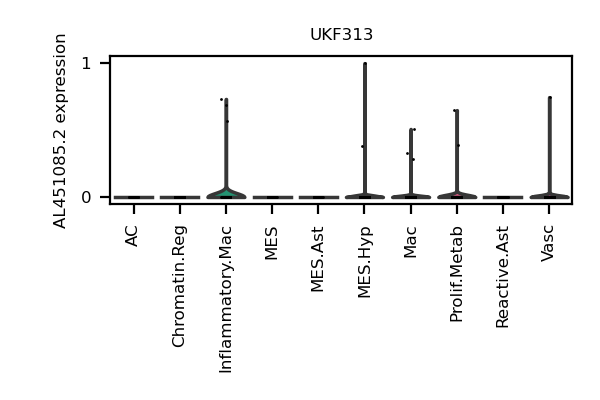 UKF313
AL451085.2 expression
1
0
AC
Chromatin.Reg
Inflammatory.Mac
MES
MES.Ast
MES.Hyp
Mac
Prolif.Metab
Reactive.Ast
Vasc